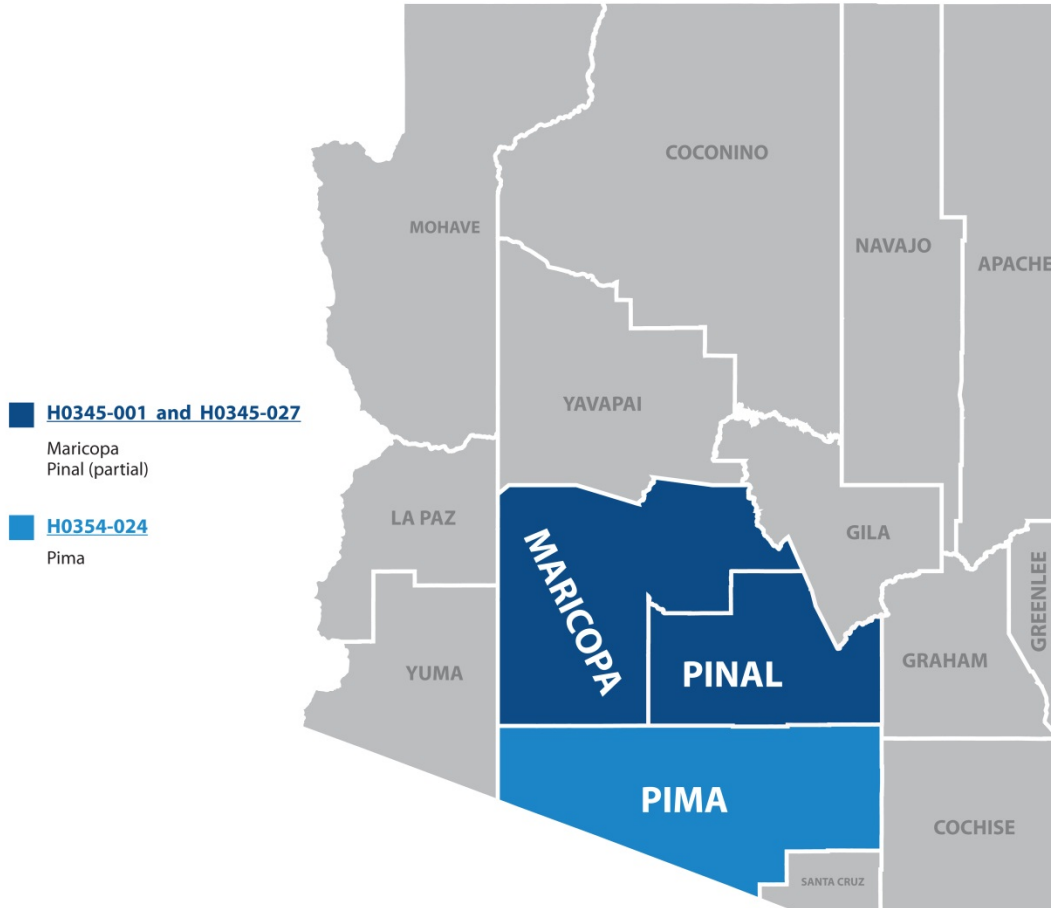 COCONINO
MOHAVE
NAVAJO
APACHE
H0345-001 and H0345-027
Maricopa
Pinal (partial)
YAVAPAI
LA PAZ
H0354-024
Pima
GILA
MARICOPA
GREENLEE
GRAHAM
YUMA
PINAL
PIMA
COCHISE
SANTA CRUZ